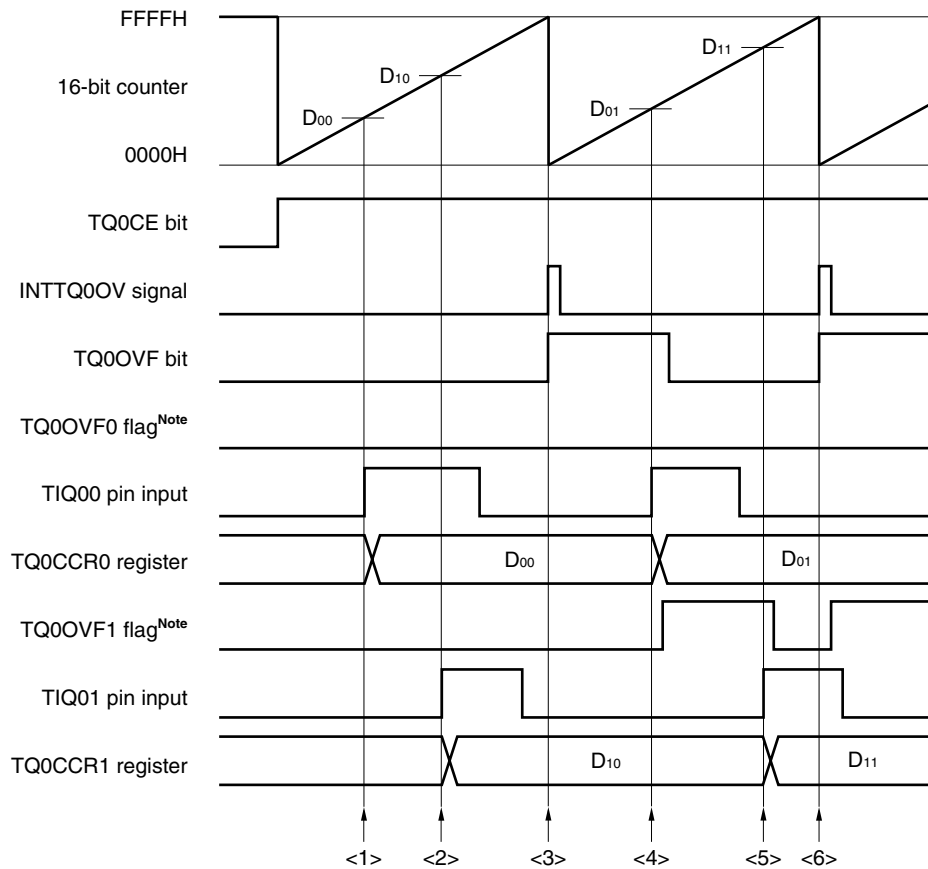 FFFFH
D11
D10
16-bit counter
D01
D00
0000H
TQ0CE bit
INTTQ0OV signal
TQ0OVF bit
TQ0OVF0 flagNote
TIQ00 pin input
TQ0CCR0 register
D00
D01
TQ0OVF1 flagNote
TIQ01 pin input
TQ0CCR1 register
D10
D11
<1> <2> <3> <4> <5> <6>